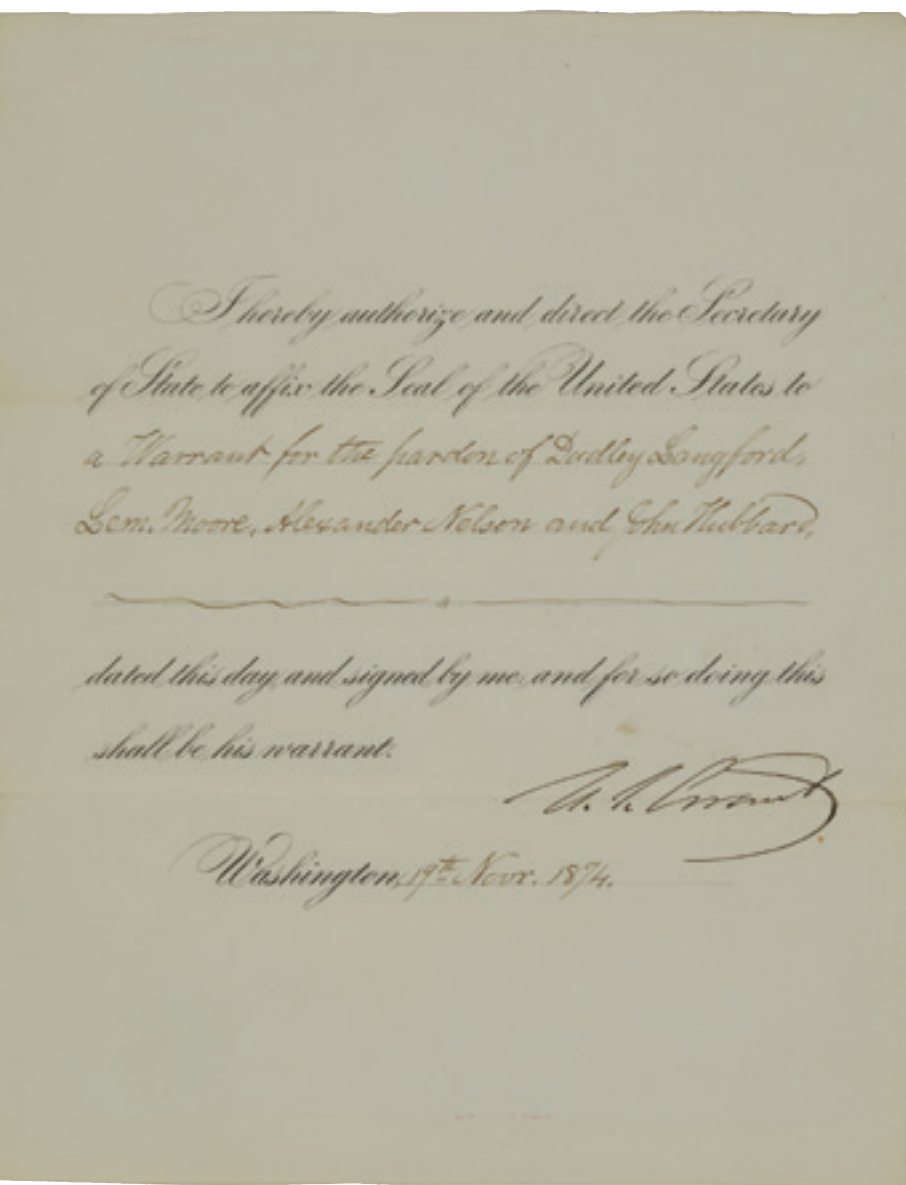 I hereby authorize and direct the Secretary
of State to affix the Seal of the United States to
a Warrant for the pardon of Dudley Langford,
Lem. Moore, Alexander Nelson and John Hubbard,
dated this day, and signed by me, and for so doing this
shall be his warrant.
U. S. Grant
Washington, 19th Novr. 1874.